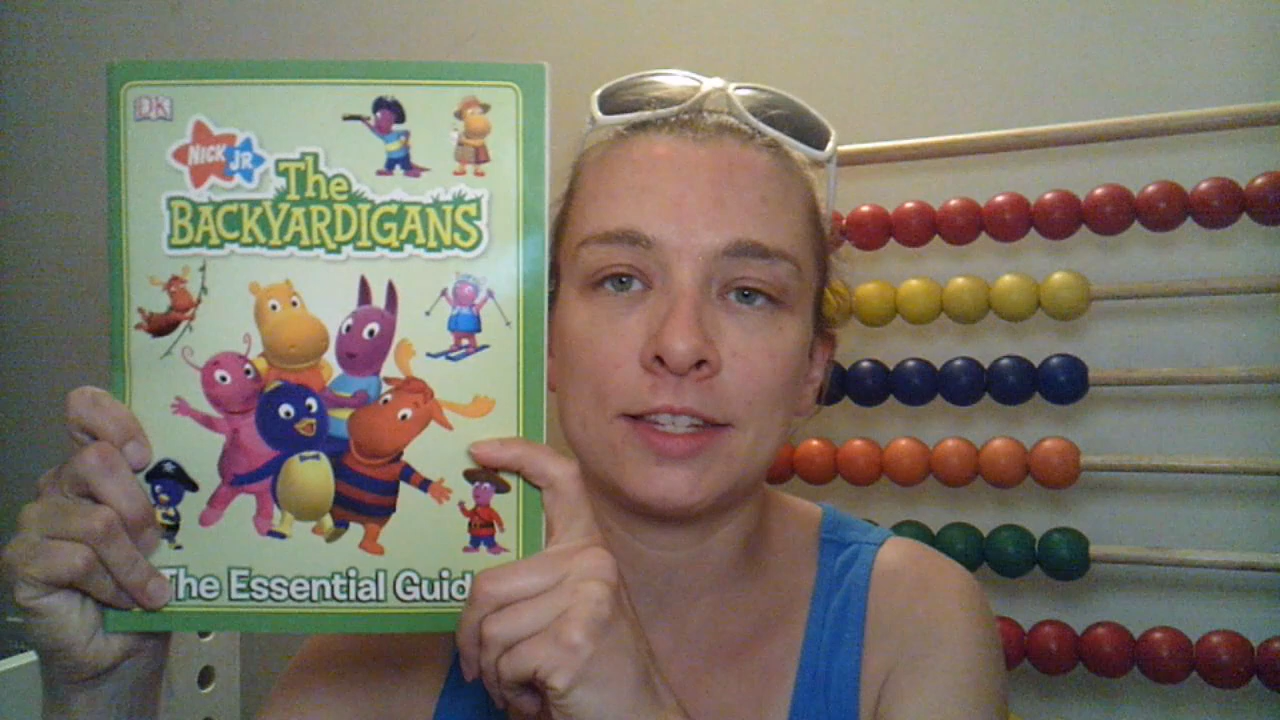 DK
NICK JR
The
BACKYARDIGANS
The Essential Guid